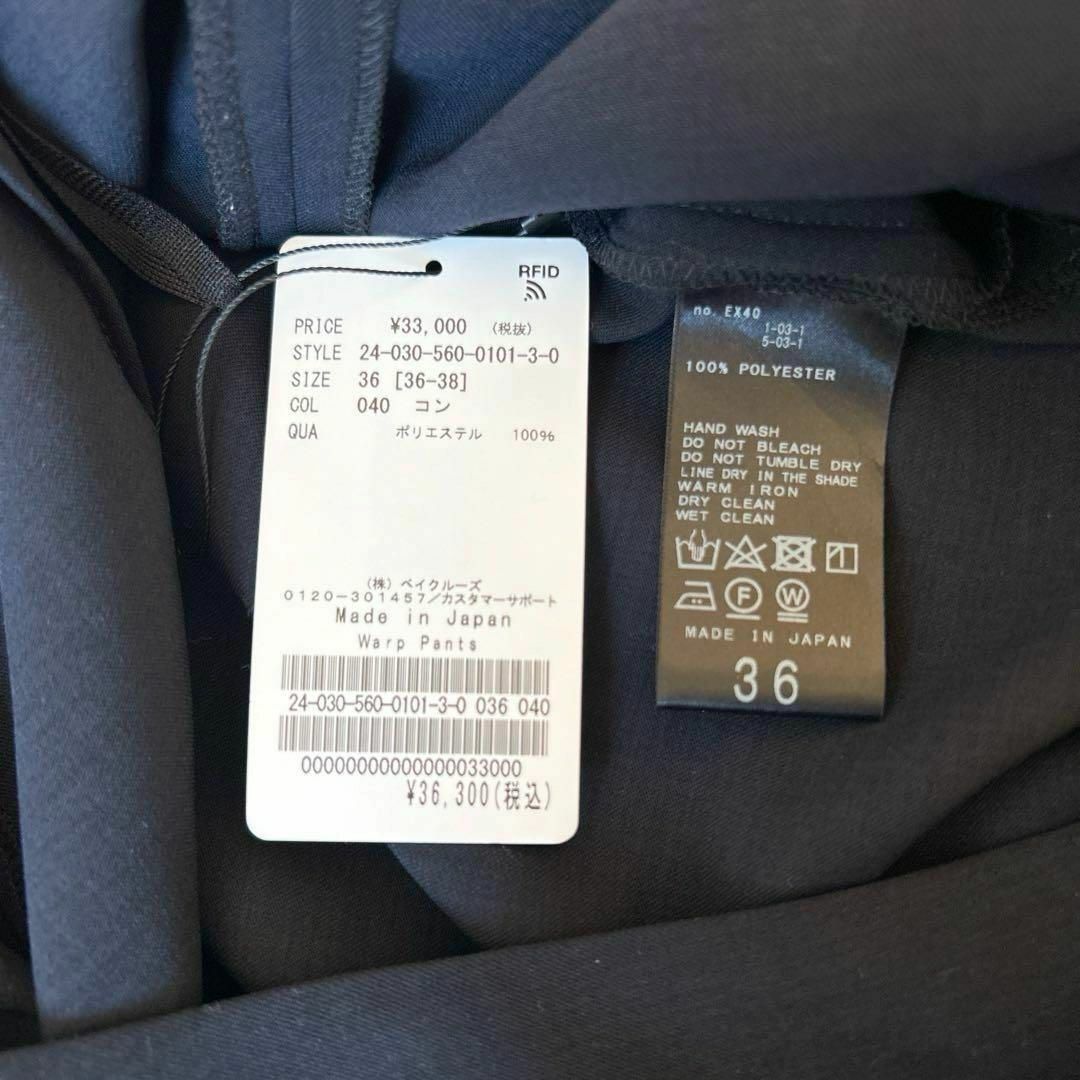 RFID
PRICE ¥33,000 (税抜)
STYLE 24-030-560-0101-3-0
SIZE 36 [36-38]
COL 040 コン
QUA ポリエステル 100%
(株) ベイクルーズ
0120-301457/カスタマーサポート
Made in Japan
Warp Pants
24-030-560-0101-3-0 036 040
00000000000000033000
¥36,300(税込)
no. EX40
1-03-1
5-03-1
100% POLYESTER
HAND WASH
DO NOT BLEACH
DO NOT TUMBLE DRY
LINE DRY IN THE SHADE
WARM IRON
DRY CLEAN
WET CLEAN
F W
MADE IN JAPAN
36